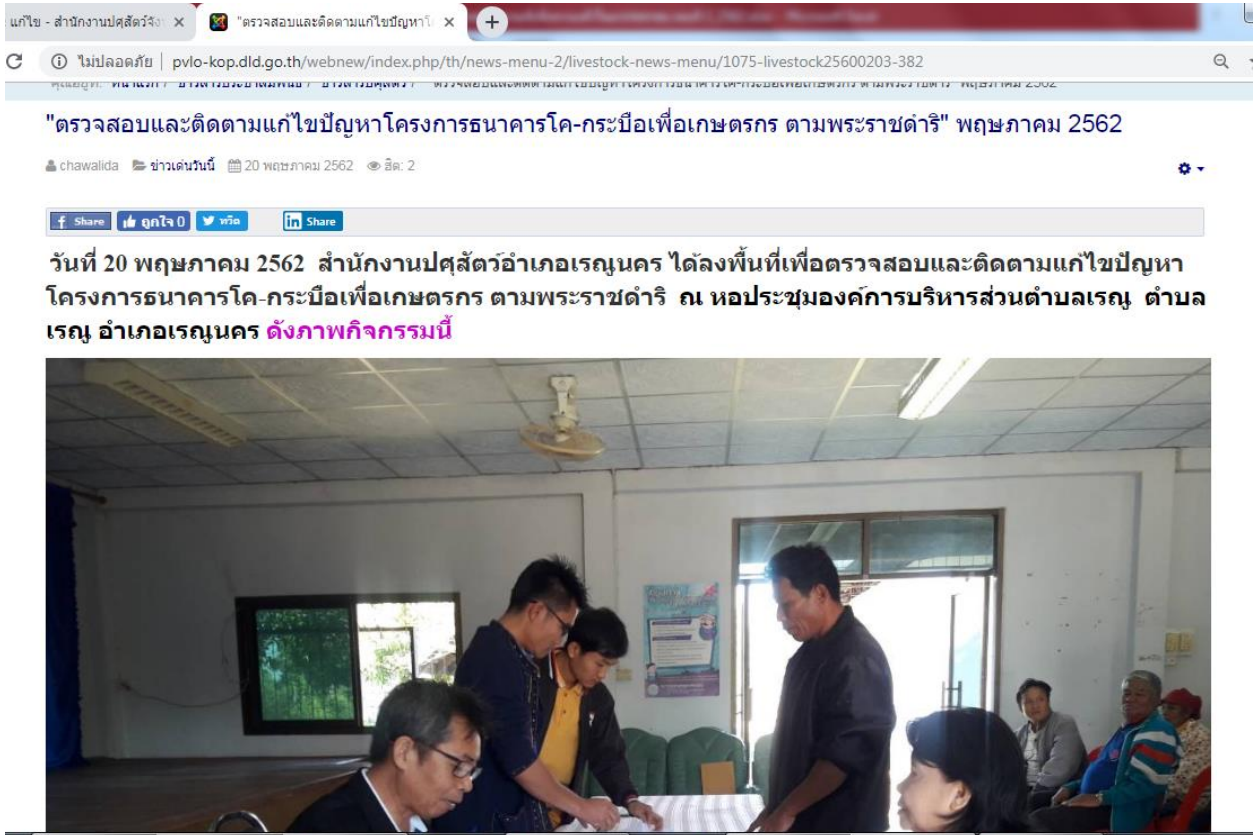 แก้ไข - สำนักงานปศุสัตว์จัง
"ตรวจสอบและติดตามแก้ไขปัญหาโ
ไม่ปลอดภัย | pvlo-kop.dld.go.th/webnew/index.php/th/news-menu-2/livestock-news-menu/1075-livestock25600203-382
"ตรวจสอบและติดตามแก้ไขปัญหาโครงการธนาคารโค-กระบือเพื่อเกษตรกร ตามพระราชดำริ" พฤษภาคม 2562
chawalida ข่าวเด่นวันนี้ 20 พฤษภาคม 2562 ฮิต: 2
f Share ถูกใจ 0 ทวีต in Share
วันที่ 20 พฤษภาคม 2562 สำนักงานปศุสัตว์อำเภอเรณูนคร ได้ลงพื้นที่เพื่อตรวจสอบและติดตามแก้ไขปัญหา
โครงการธนาคารโค-กระบือเพื่อเกษตรกร ตามพระราชดำริ ณ หอประชุมองค์การบริหารส่วนตำบลเรณู ตำบล
เรณู อำเภอเรณูนคร ดังภาพกิจกรรมนี้